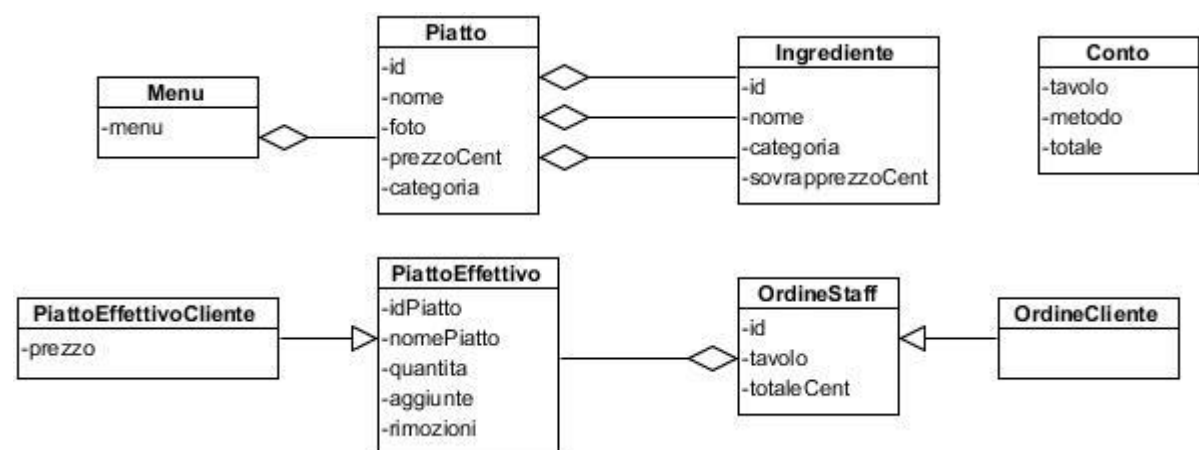 Menu
-menu
Piatto
-id
-nome
-foto
-prezzoCent
-categoria
Ingrediente
-id
-nome
-categoria
-sovrapprezzoCent
Conto
-tavolo
-metodo
-totale
PiattoEffettivoCliente
-prezzo
PiattoEffettivo
-idPiatto
-nomePiatto
-quantita
-aggiunte
-rimozioni
OrdineStaff
-id
-tavolo
-totaleCent
OrdineCliente